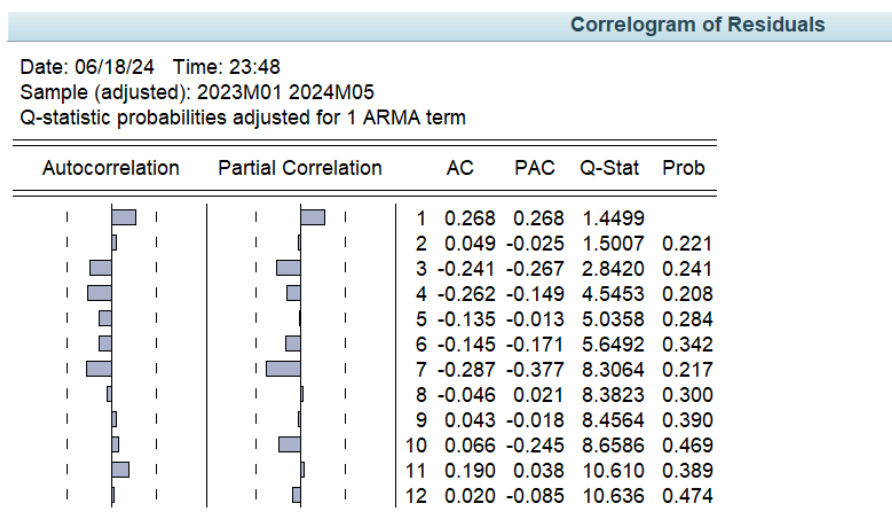 Correlogram of Residuals
Date: 06/18/24 Time: 23:48
Sample (adjusted): 2023M01 2024M05
Q-statistic probabilities adjusted for 1 ARMA term
Autocorrelation Partial Correlation AC PAC Q-Stat Prob
1 0.268 0.268 1.4499
2 0.049 -0.025 1.5007 0.221
3 -0.241 -0.267 2.8420 0.241
4 -0.262 -0.149 4.5453 0.208
5 -0.135 -0.013 5.0358 0.284
6 -0.145 -0.171 5.6492 0.342
7 -0.287 -0.377 8.3064 0.217
8 -0.046 0.021 8.3823 0.300
9 0.043 -0.018 8.4564 0.390
10 0.066 -0.245 8.6586 0.469
11 0.190 0.038 10.610 0.389
12 0.020 -0.085 10.636 0.474